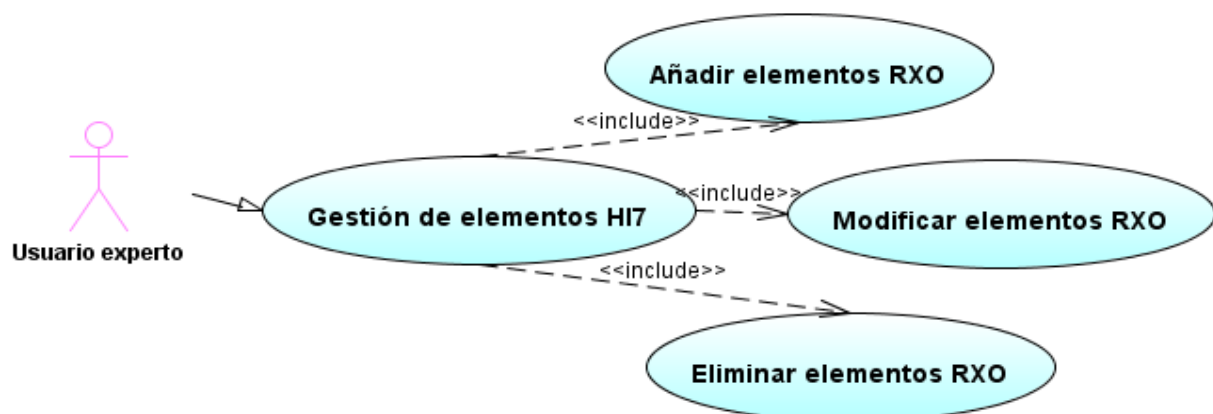 Añadir elementos RXO
<<include>>
Usuario experto
Gestión de elementos Hl7
<<include>>
Modificar elementos RXO
<<include>>
Eliminar elementos RXO